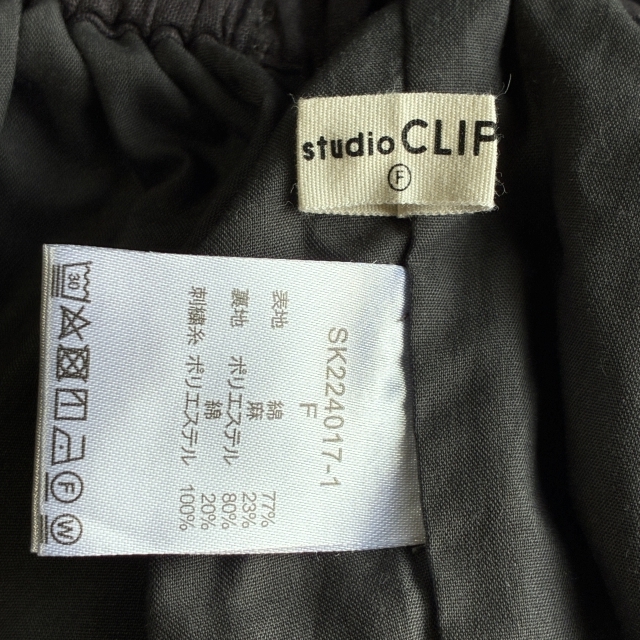 studio CLIP
F
SK224017-1
F
表地 綿 77%
麻 23%
裏地 ポリエステル 80%
綿 20%
刺繍糸 ポリエステル 100%
30
F
W